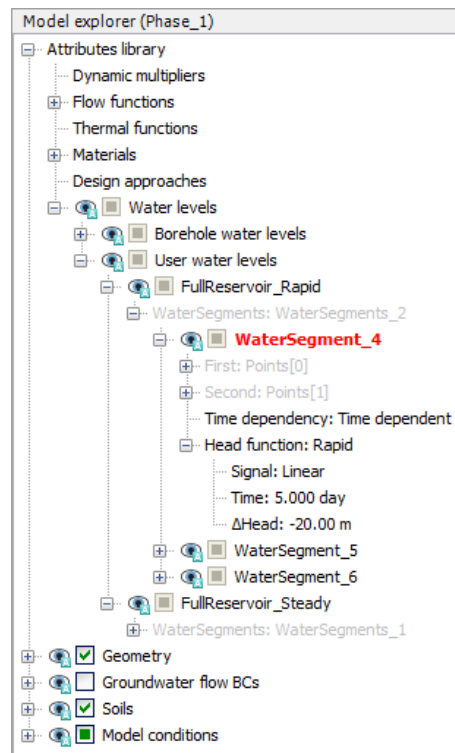 Model explorer (Phase_1)
Attributes library
Dynamic multipliers
Flow functions
Thermal functions
Materials
Design approaches
Water levels
Borehole water levels
User water levels
FullReservoir_Rapid
WaterSegments: WaterSegments_2
WaterSegment_4
First: Points[0]
Second: Points[1]
Time dependency: Time dependent
Head function: Rapid
Signal: Linear
Time: 5.000 day
ΔHead: -20.00 m
WaterSegment_5
WaterSegment_6
FullReservoir_Steady
WaterSegments: WaterSegments_1
Geometry
Groundwater flow BCs
Soils
Model conditions